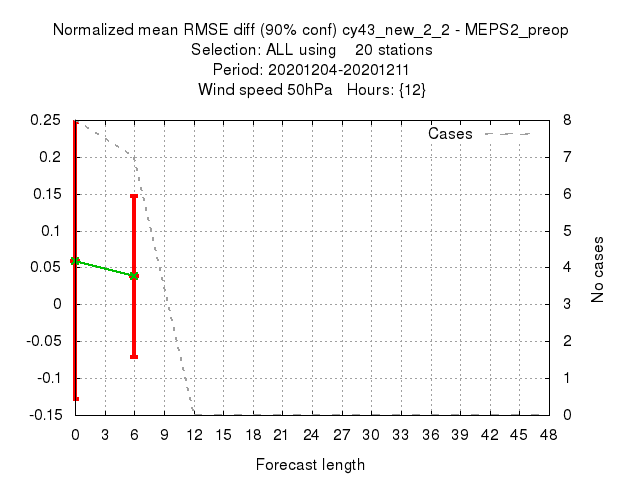 Normalized mean RMSE diff (90% conf) cy43_new_2_2 - MEPS2_preop
Selection: ALL using 20 stations
Period: 20201204-20201211
Wind speed 50hPa Hours: {12}
Cases
0.25
0.2
0.15
0.1
0.05
0
-0.05
-0.1
-0.15
8
7
6
5
4
3
2
1
0
No cases
0 3 6 9 12 15 18 21 24 27 30 33 36 39 42 45 48
Forecast length